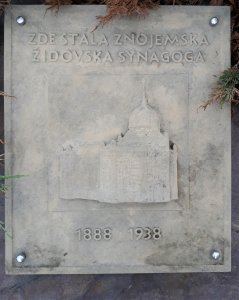 ZDE STÁLA ZNOJEMSKÁ
ŽIDOVSKÁ SYNAGOGA
1888 1938